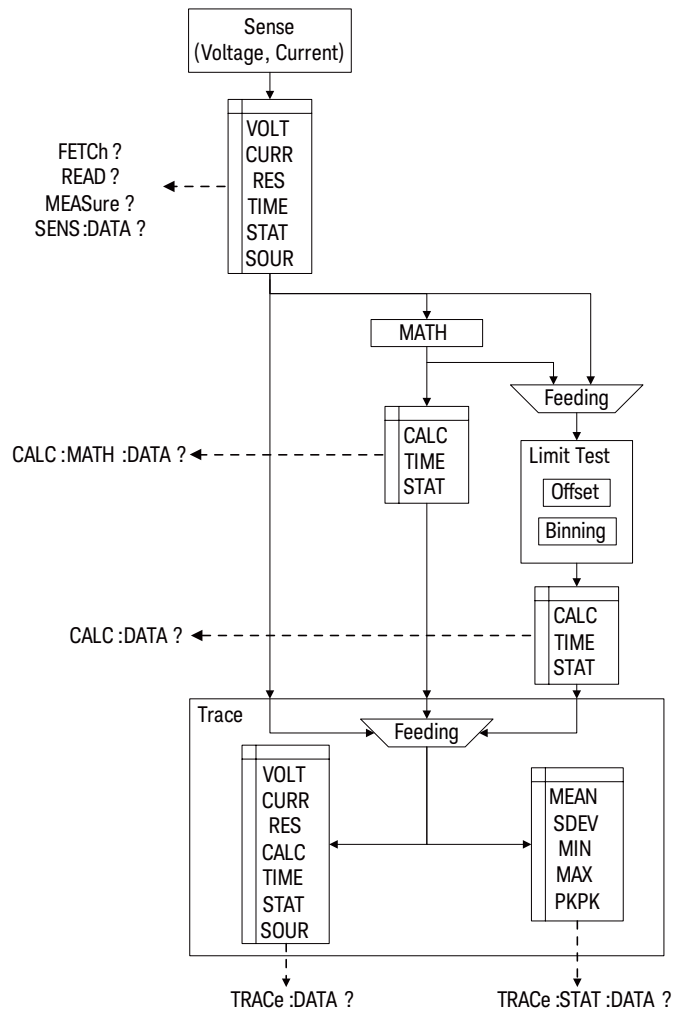 Sense
(Voltage, Current)
VOLT
CURR
RES
TIME
STAT
SOUR
FETCh ?
READ ?
MEASure ?
SENS :DATA ?
MATH
Feeding
CALC
TIME
STAT
CALC :MATH :DATA ?
Limit Test
Offset
Binning
CALC
TIME
STAT
CALC :DATA ?
Trace
Feeding
VOLT
CURR
RES
CALC
TIME
STAT
SOUR
MEAN
SDEV
MIN
MAX
PKPK
TRACe :DATA ?
TRACe :STAT :DATA ?